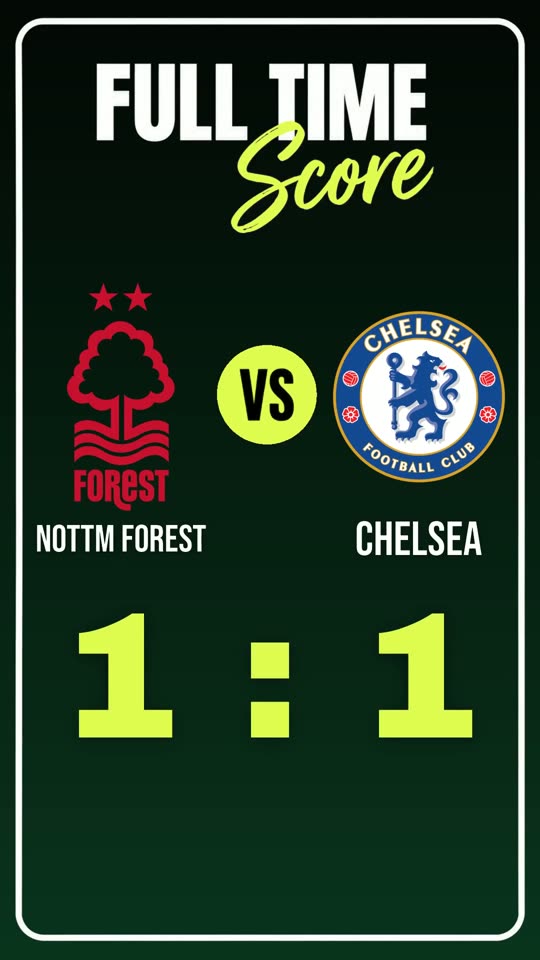 FULL TIME
Score
FOREST
VS
CHELSEA
FOOTBALL CLUB
NOTTM FOREST
CHELSEA
1 : 1